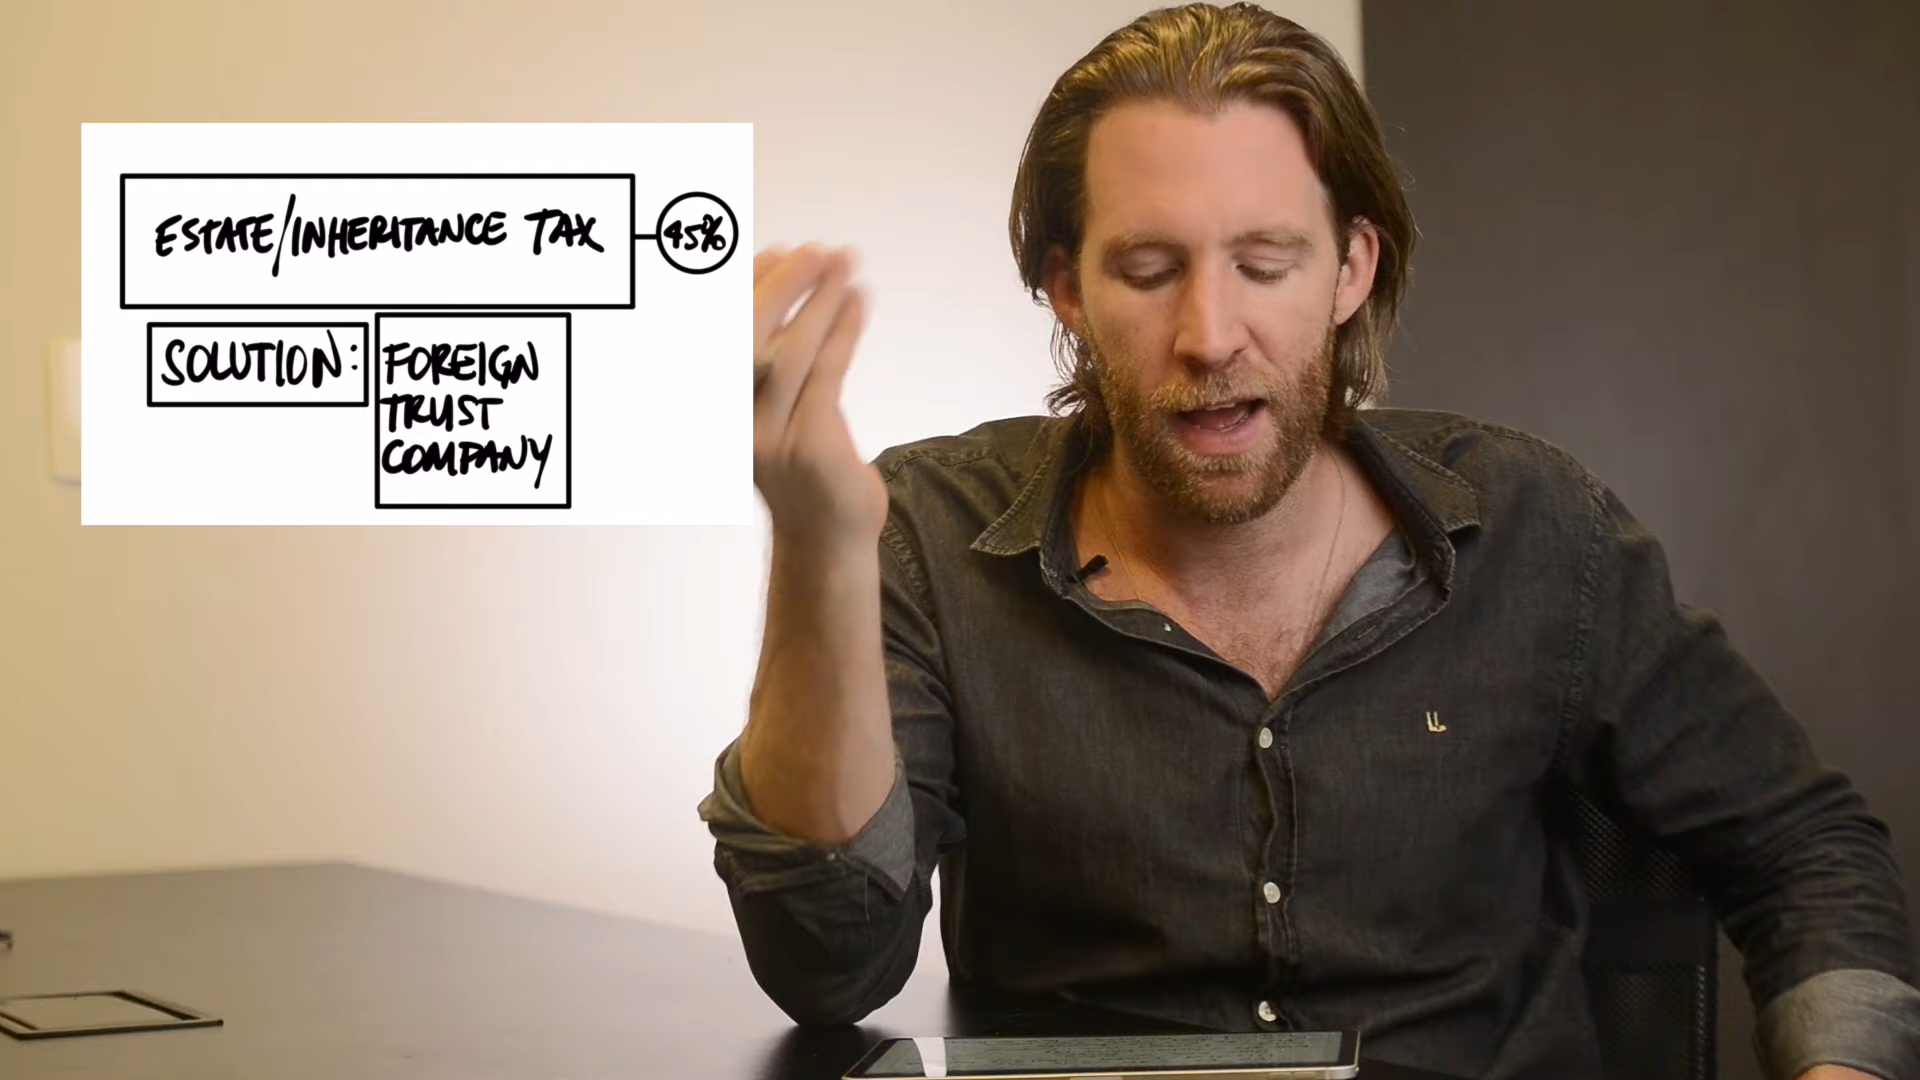 ESTATE/INHERITANCE TAX
45%
SOLUTION:
FOREIGN
TRUST
COMPANY